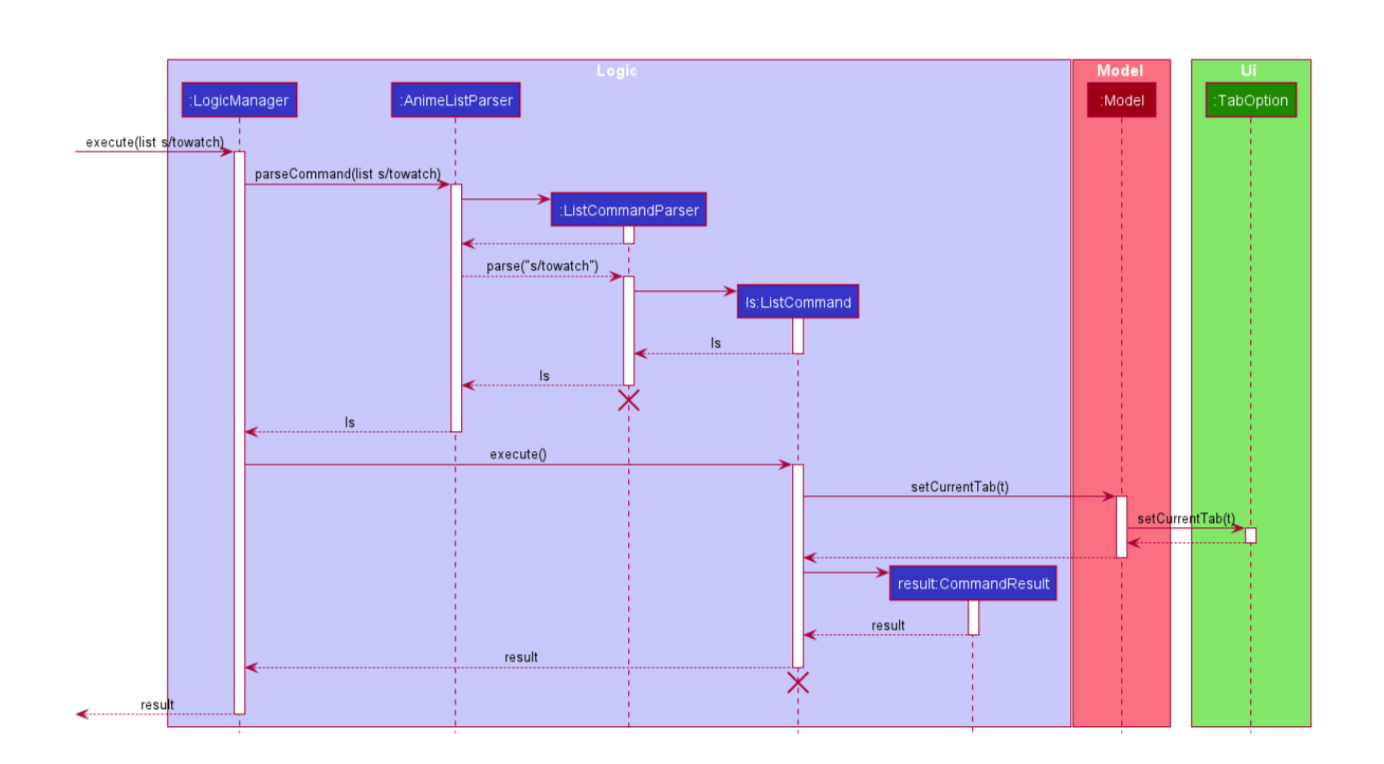 Logic
Model
Ui
:LogicManager
:AnimeListParser
:Model
:TabOption
execute(list s/towatch)
parseCommand(list s/towatch)
:ListCommandParser
parse("s/towatch")
ls:ListCommand
ls
ls
ls
execute()
setCurrentTab(t)
setCurrentTab(t)
result:CommandResult
result
result
result